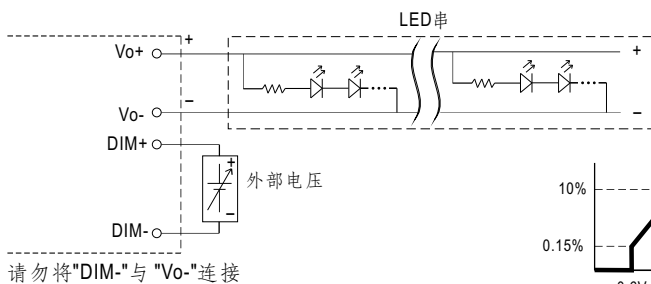 LED串
Vo+
+
+
−
Vo-
−
DIM+
+
外部电压
−
DIM-
10%
0.15%
请勿将"DIM-"与 "Vo-"连接